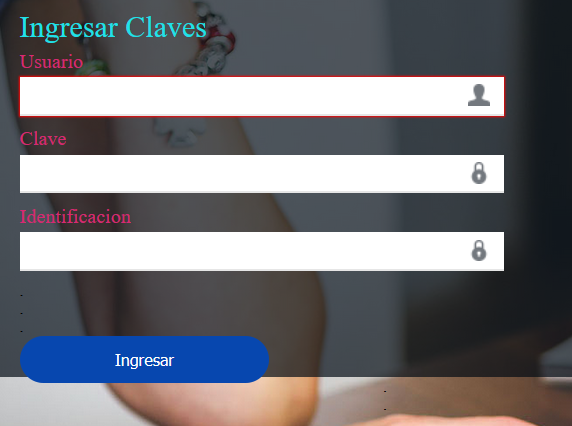 Ingresar Claves
Usuario
Clave
Identificacion
.
.
.
Ingresar
.
.